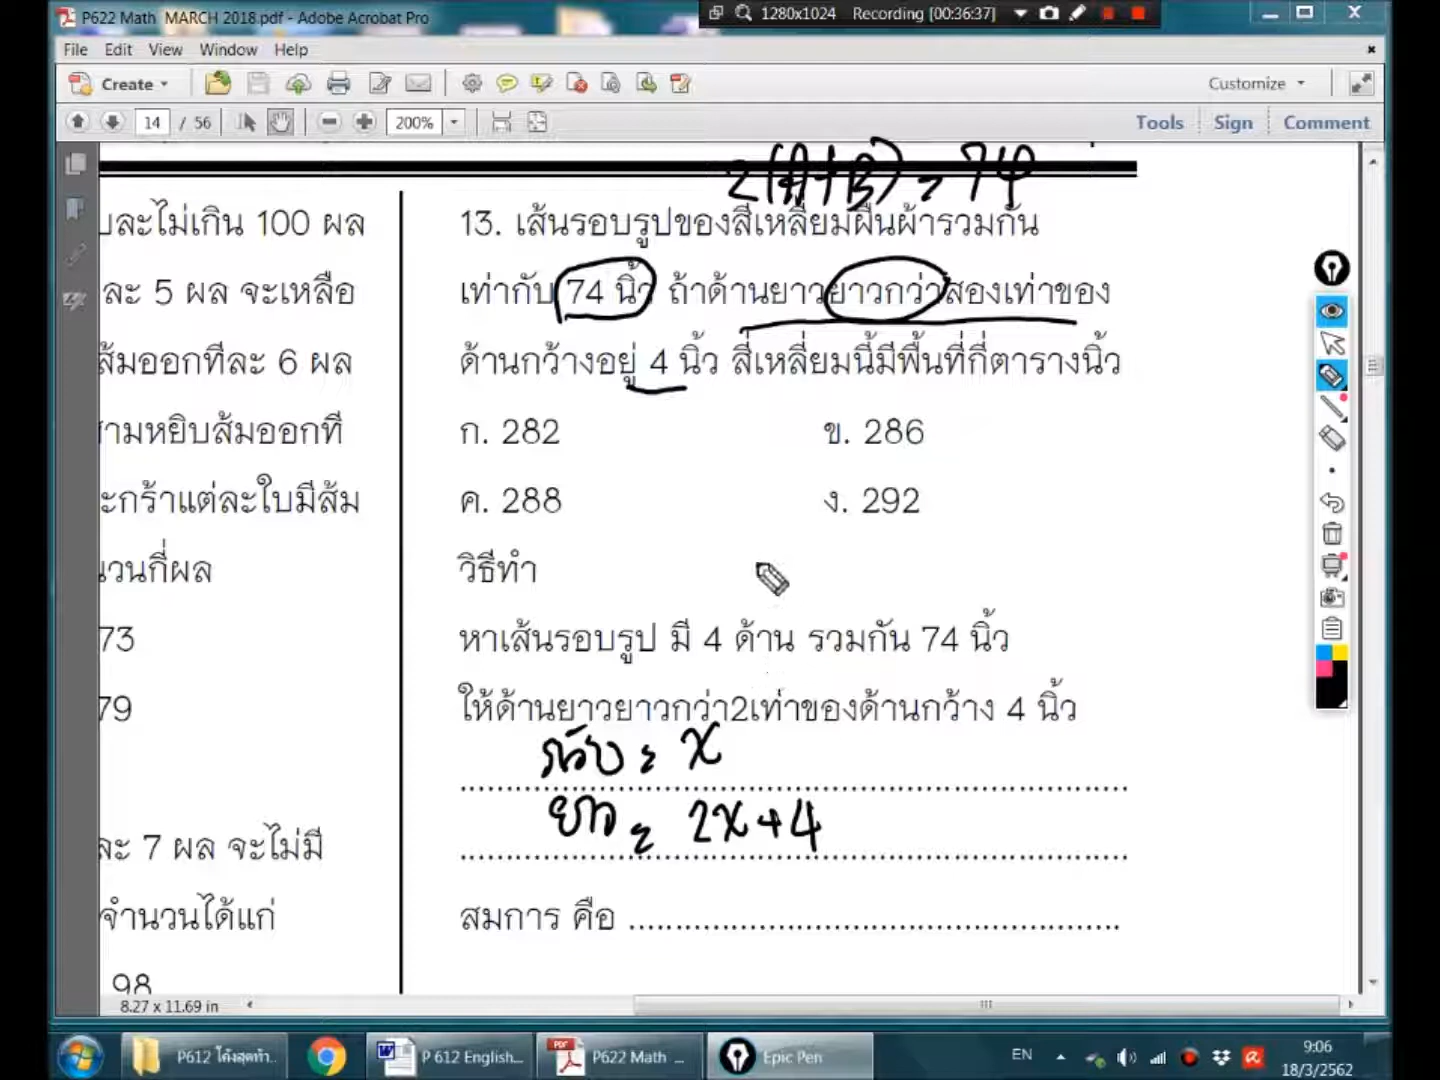 P622 Math MARCH 2018.pdf - Adobe Acrobat Pro
1280x1024 Recording [00:36:37]
File Edit View Window Help
Create
Customize
14 / 56
200%
Tools Sign Comment
2(A+B) = 74
บละไม่เกิน 100 ผล
ละ 5 ผล จะเหลือ
ส้มออกทีละ 6 ผล
ามหยิบส้มออกที
ะกร้าแต่ละใบมีส้ม
นวนกี่ผล
73
79
ละ 7 ผล จะไม่มี
จำนวนได้แก่
98
13. เส้นรอบรูปของสี่เหลี่ยมผืนผ้ารวมกัน
เท่ากับ 74 นิ้ว ถ้าด้านยาวยาวกว่าสองเท่าของ
ด้านกว้างอยู่ 4 นิ้ว สี่เหลี่ยมนี้มีพื้นที่กี่ตารางนิ้ว
ก. 282 ข. 286
ค. 288 ง. 292
วิธีทำ
หาเส้นรอบรูป มี 4 ด้าน รวมกัน 74 นิ้ว
ให้ด้านยาวยาวกว่า2เท่าของด้านกว้าง 4 นิ้ว
กว้าง = x
ยาว = 2x+4
สมการ คือ ..........................................................
8.27 x 11.69 in
P612 โค้งสุดท้า...
P 612 English...
P622 Math ...
Epic Pen
EN
9:06
18/3/2562